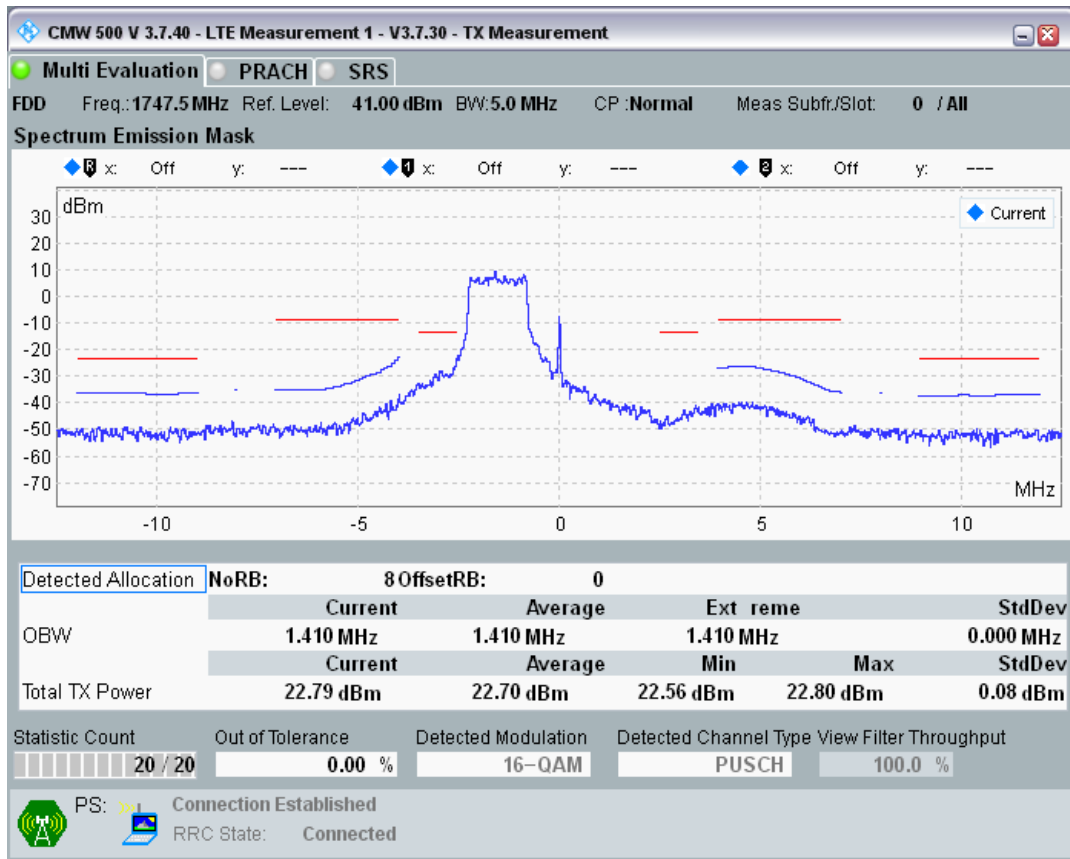 CMW 500 V 3.7.40 - LTE Measurement 1 - V3.7.30 - TX Measurement
Multi Evaluation PRACH SRS
FDD Freq.:1747.5 MHz Ref. Level: 41.00 dBm BW:5.0 MHz CP :Normal Meas Subfr./Slot: 0 / All
Spectrum Emission Mask
R x: Off y: --- 1 x: Off y: --- 2 x: Off y: ---
dBm
Current
30
20
10
0
-10
-20
-30
-40
-50
-60
-70
MHz
-10 -5 0 5 10
Detected Allocation NoRB: 8 OffsetRB: 0
Current Average Ext reme StdDev
OBW 1.410 MHz 1.410 MHz 1.410 MHz 0.000 MHz
Current Average Min Max StdDev
Total TX Power 22.79 dBm 22.70 dBm 22.56 dBm 22.80 dBm 0.08 dBm
Statistic Count Out of Tolerance Detected Modulation Detected Channel Type View Filter Throughput
20 / 20 0.00 % 16-QAM PUSCH 100.0 %
PS: Connection Established
RRC State: Connected